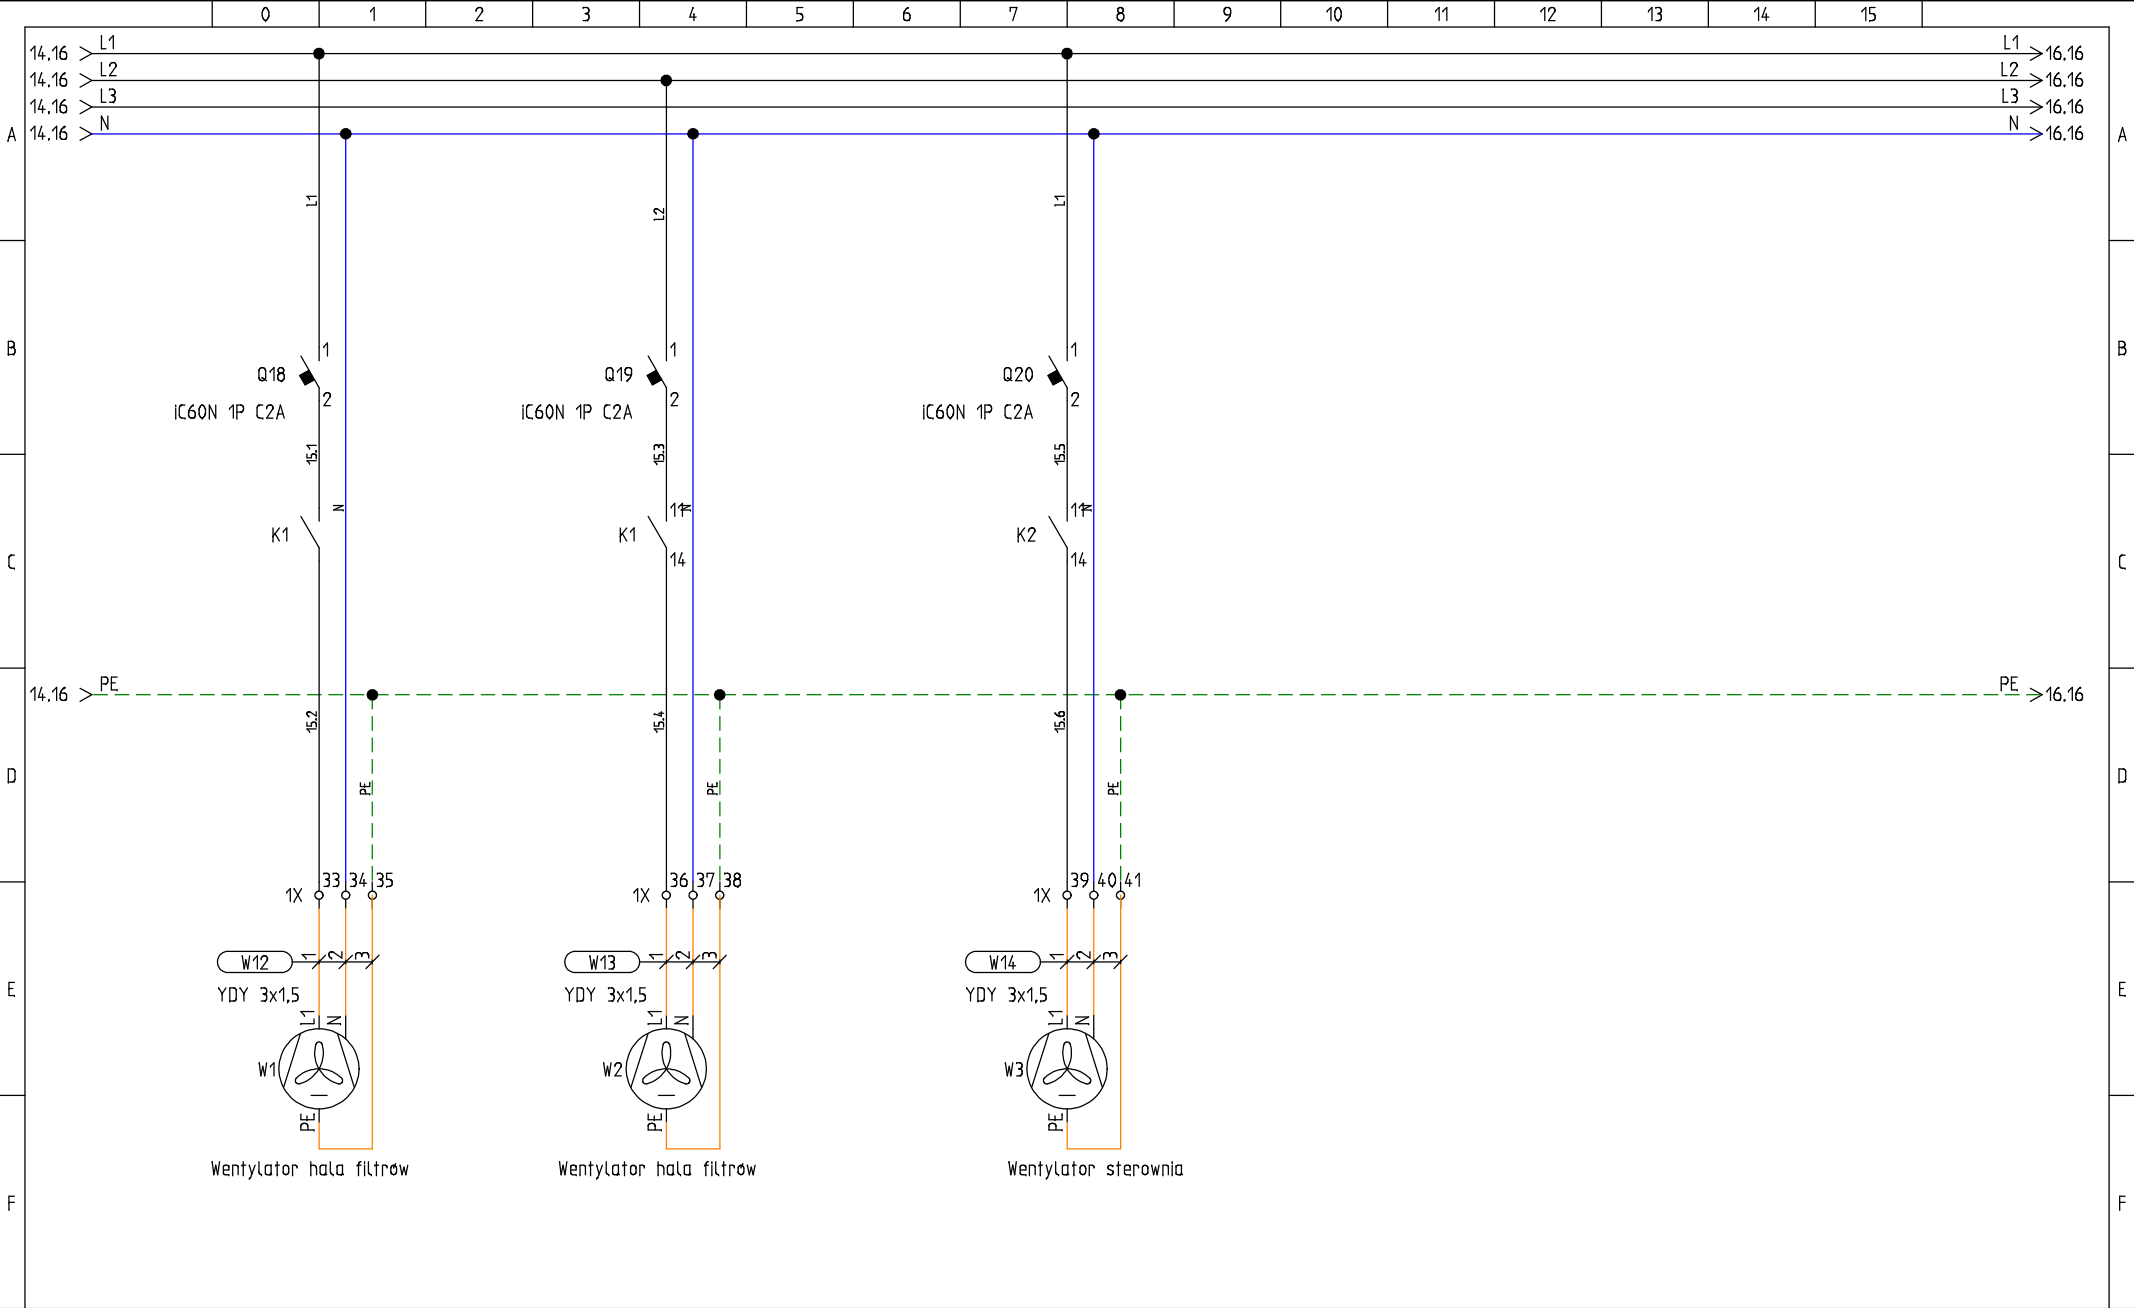 0 1 2 3 4 5 6 7 8 9 10 11 12 13 14 15
14.16 L1 L1 16.16
14.16 L2 L2 16.16
14.16 L3 L3 16.16
A 14.16 N N 16.16 A
L1 L2 L1
B 1 1 1 B
Q18 Q19 Q20
2 2 2
iC60N 1P C2A iC60N 1P C2A iC60N 1P C2A
15.1 15.3 15.5
N 11 N 11 N
K1 K1 K2
14 14
C C
14.16 PE PE 16.16
15.2 15.4 15.6
D PE PE PE D
33 34 35 36 37 38 39 40 41
1X 1X 1X
W12 1 2 3 W13 1 2 3 W14 1 2 3
E YDY 3x1,5 YDY 3x1,5 YDY 3x1,5 E
L1 N L1 N L1 N
W1 W2 W3
PE PE PE
Wentylator hala filtrów Wentylator hala filtrów Wentylator sterownia
F F